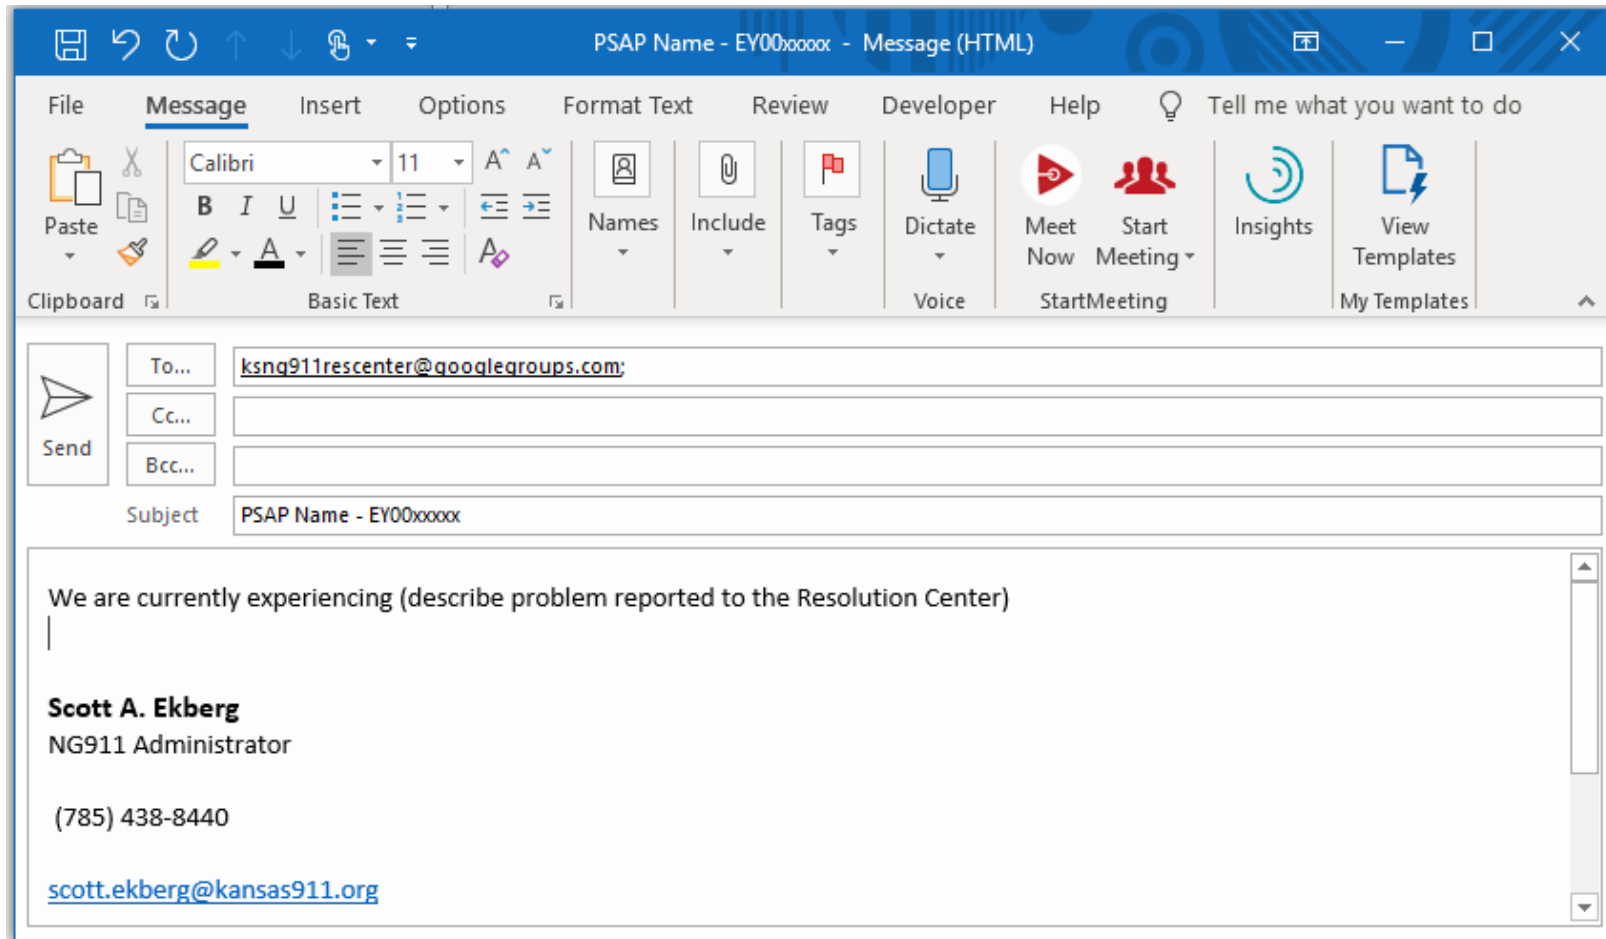 PSAP Name - EY00xxxxx - Message (HTML)
File Message Insert Options Format Text Review Developer Help Tell me what you want to do
Calibri 11 A A
Paste B I U Names Include Tags Dictate Meet Now Start Meeting Insights View Templates
A A
Clipboard Basic Text Voice StartMeeting My Templates
To... ksng911rescenter@googlegroups.com;
Cc...
Send
Bcc...
Subject PSAP Name - EY00xxxxx
We are currently experiencing (describe problem reported to the Resolution Center)
Scott A. Ekberg
NG911 Administrator
(785) 438-8440
scott.ekberg@kansas911.org